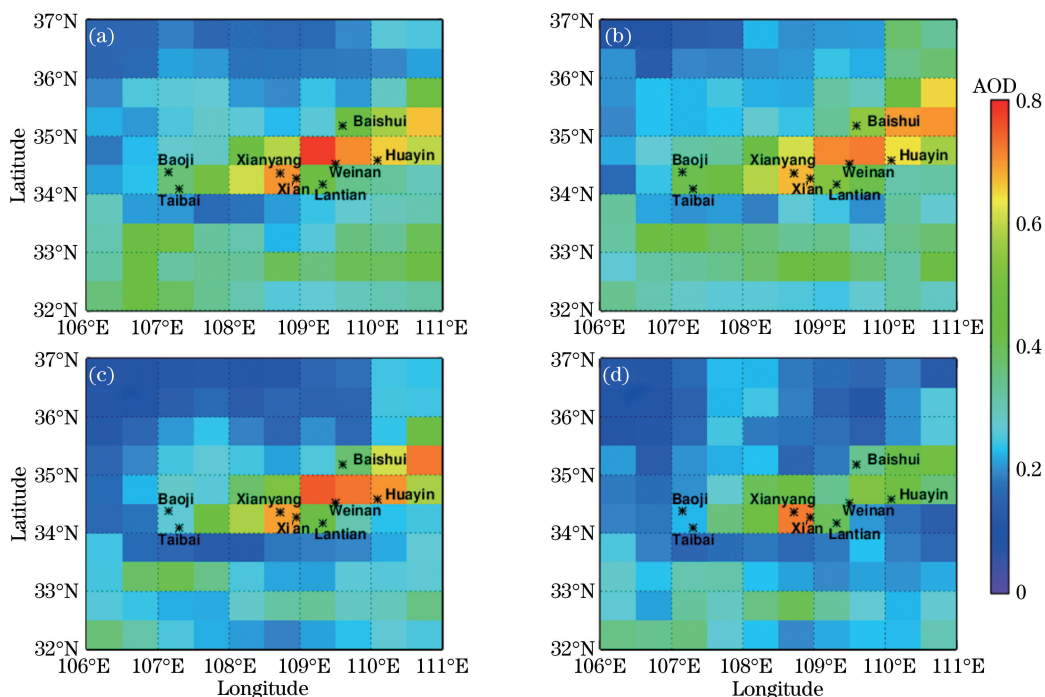 37°N
(a)
36°N
35°N
34°N
33°N
32°N
Latitude
Baishui
Baoji
Xianyang
Huayin
Weinan
Taibai
Xi'an
Lantian
106°E
107°E
108°E
109°E
110°E
111°E
37°N
(b)
36°N
35°N
34°N
33°N
32°N
Baishui
Baoji
Xianyang
Huayin
Weinan
Taibai
Xi'an
Lantian
106°E
107°E
108°E
109°E
110°E
111°E
AOD
0.8
0.6
0.4
0.2
0
37°N
(c)
36°N
35°N
34°N
33°N
32°N
Latitude
Baishui
Baoji
Xianyang
Huayin
Weinan
Taibai
Xi'an
Lantian
106°E
107°E
108°E
109°E
110°E
111°E
Longitude
37°N
(d)
36°N
35°N
34°N
33°N
32°N
Baishui
Baoji
Xianyang
Huayin
Weinan
Taibai
Xi'an
Lantian
106°E
107°E
108°E
109°E
110°E
111°E
Longitude